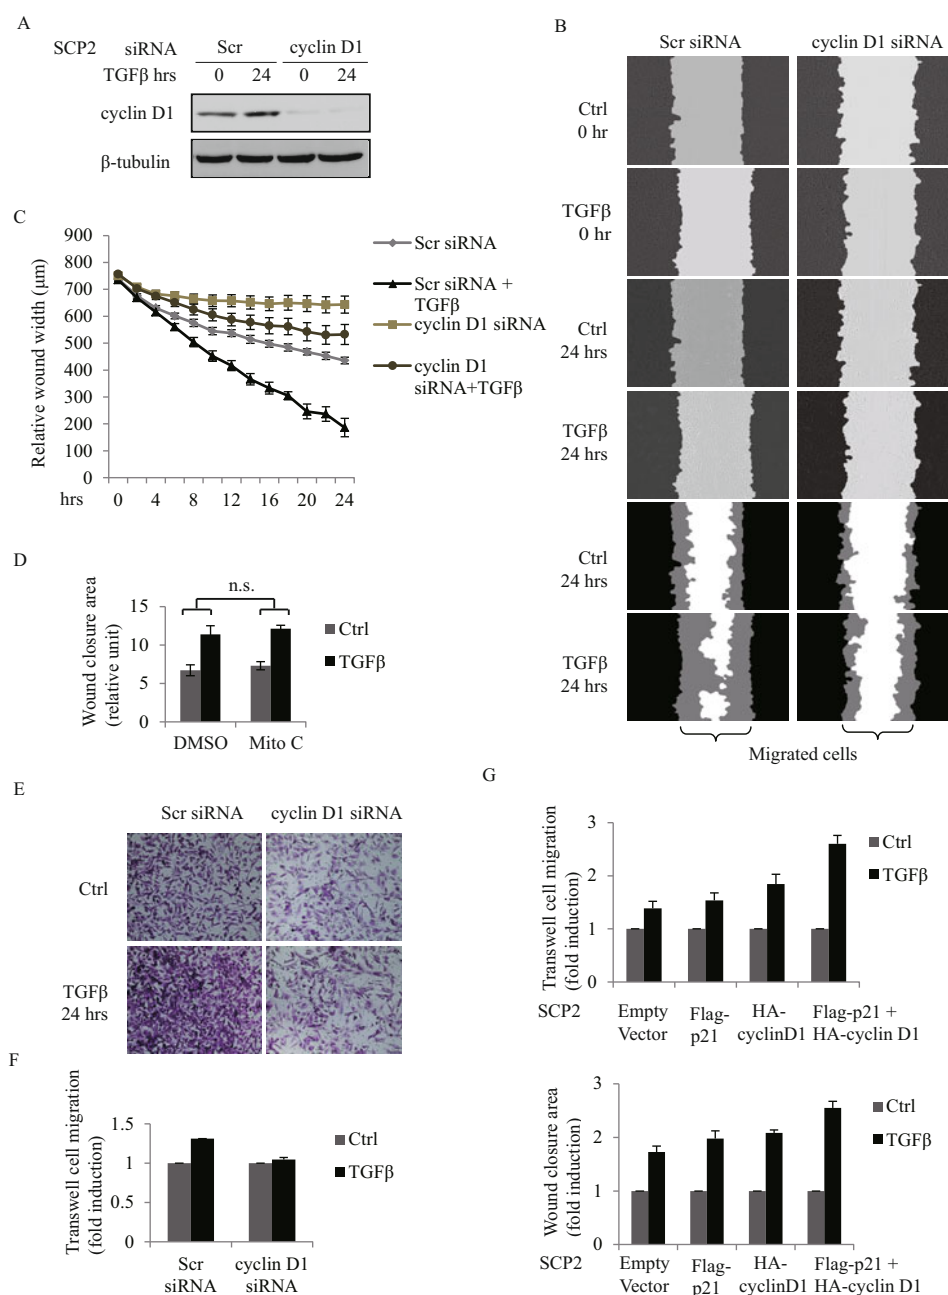 A
SCP2 siRNA Scr cyclin D1
TGFβ hrs 0 24 0 24
cyclin D1
β-tubulin
B
Scr siRNA cyclin D1 siRNA
Ctrl
0 hr
TGFβ
0 hr
Ctrl
24 hrs
TGFβ
24 hrs
Ctrl
24 hrs
TGFβ
24 hrs
Migrated cells
C
Relative wound width (μm)
900
800
700
600
500
400
300
200
100
0
hrs 0 4 8 12 16 20 24
Scr siRNA
Scr siRNA +
TGFβ
cyclin D1 siRNA
cyclin D1
siRNA+TGFβ
D
Wound closure area
(relative unit)
15
10
5
0
n.s.
DMSO Mito C
Ctrl
TGFβ
E
Scr siRNA cyclin D1 siRNA
Ctrl
TGFβ
24 hrs
F
Transwell cell migration
(fold induction)
1.5
1
0.5
0
Scr
siRNA
cyclin D1
siRNA
Ctrl
TGFβ
G
Transwell cell migration
(fold induction)
3
2
1
0
Ctrl
TGFβ
SCP2
Empty
Vector
Flag-
p21
HA-
cyclinD1
Flag-p21 +
HA-cyclin D1
Wound closure area
(fold induction)
3
2
1
0
Ctrl
TGFβ
SCP2
Empty
Vector
Flag-
p21
HA-
cyclinD1
Flag-p21 +
HA-cyclin D1